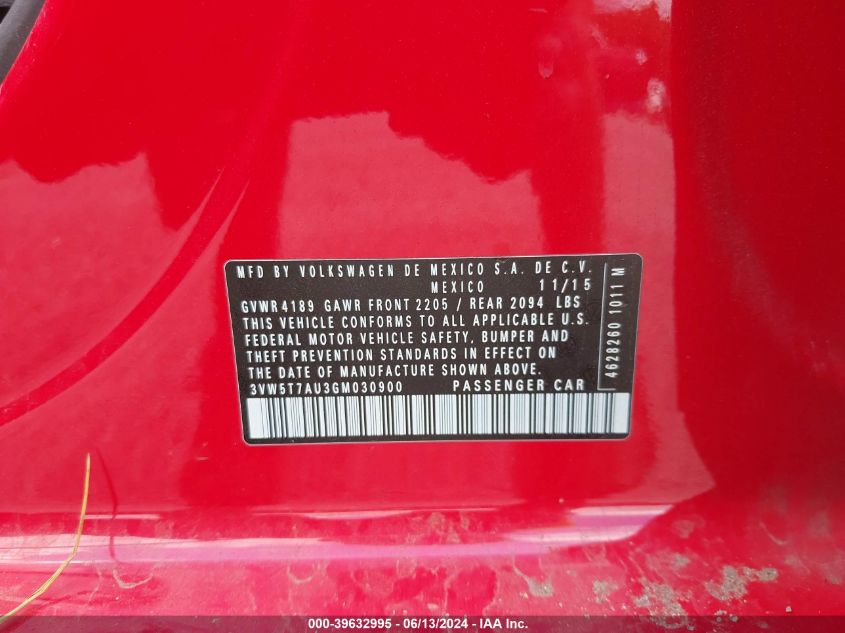 MFD BY VOLKSWAGEN DE MEXICO S.A. DE C.V.
MEXICO 11/15
GVWR 4189 GAWR FRONT 2205 / REAR 2094 LBS
THIS VEHICLE CONFORMS TO ALL APPLICABLE U.S.
FEDERAL MOTOR VEHICLE SAFETY, BUMPER AND
THEFT PREVENTION STANDARDS IN EFFECT ON
THE DATE OF MANUFACTURE SHOWN ABOVE.
3VW5T7AU3GM030900 PASSENGER CAR
4628260 1011 M
000-39632995 - 06/13/2024 - IAA Inc.